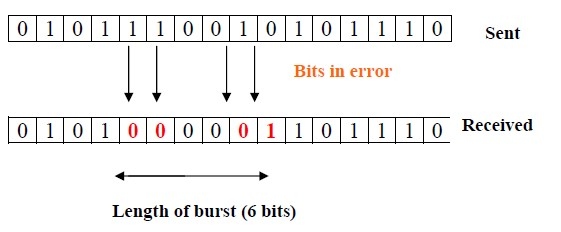 0 1 0 1 1 1 0 0 1 0 1 0 1 1 1 0 Sent
Bits in error
0 1 0 1 0 0 0 0 0 1 1 0 1 1 1 0 Received
Length of burst (6 bits)